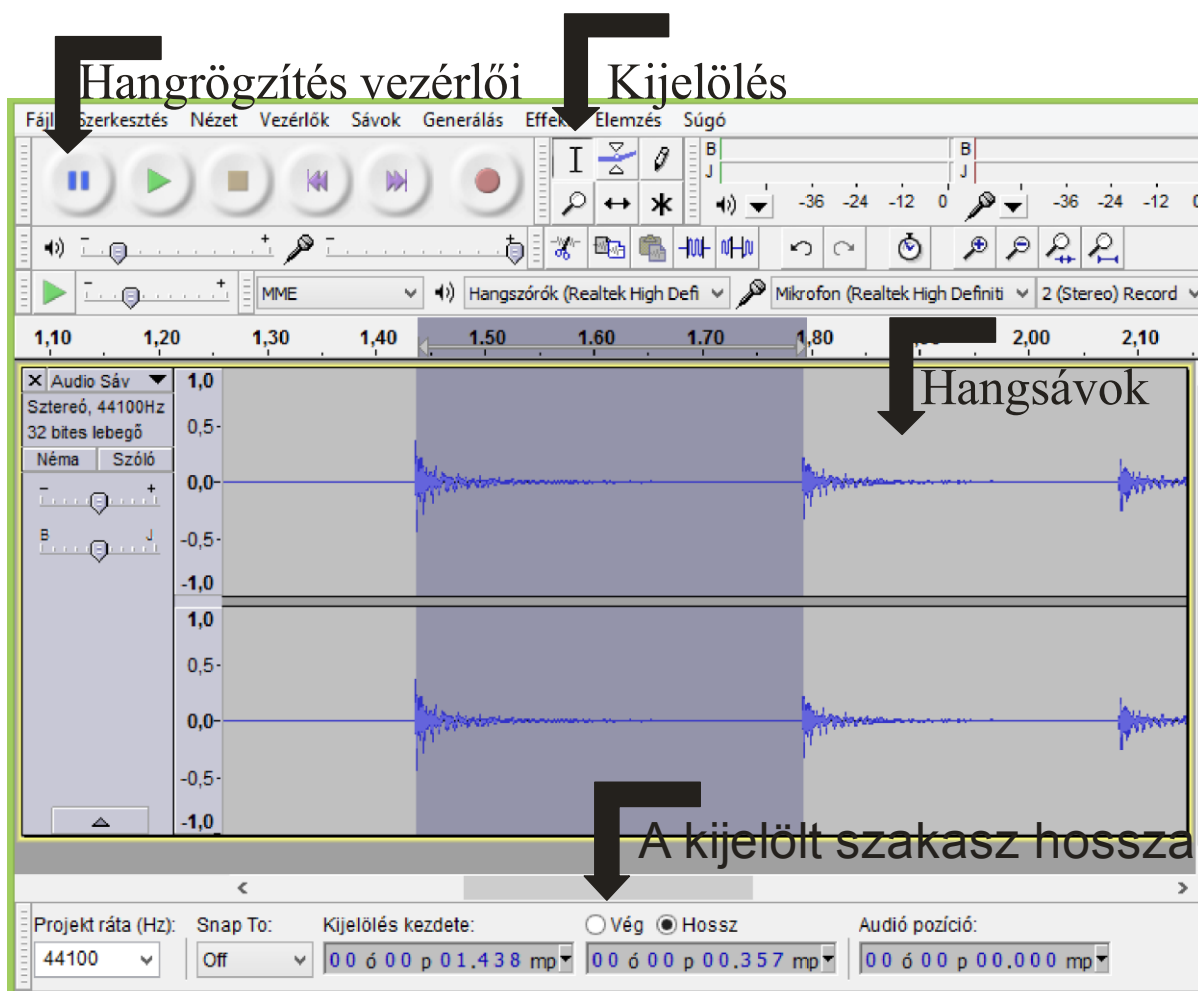 Hangrögzítés vezérlői Kijelölés
Fájl Szerkesztés Nézet Vezérlők Sávok Generálás Effekt Elemzés Súgó
B B
J J
-36 -24 -12 0 -36 -24 -12 0
- + - +
- + MME Hangszórók (Realtek High Defi Mikrofon (Realtek High Definiti 2 (Stereo) Record
1,10 1,20 1,30 1,40 1.50 1.60 1.70 1,80 2,00 2,10
Audio Sáv 1,0
Hangsávok
Sztereó, 44100Hz
32 bites lebegő 0,5
Néma Szóló
0,0
- +
B J -0,5
-1,0
1,0
0,5
0,0
-0,5
-1,0
A kijelölt szakasz hossza
Projekt ráta (Hz): Snap To: Kijelölés kezdete: Vég Hossz Audió pozíció:
44100 Off 00 ó 00 p 01.438 mp 00 ó 00 p 00.357 mp 00 ó 00 p 00.000 mp